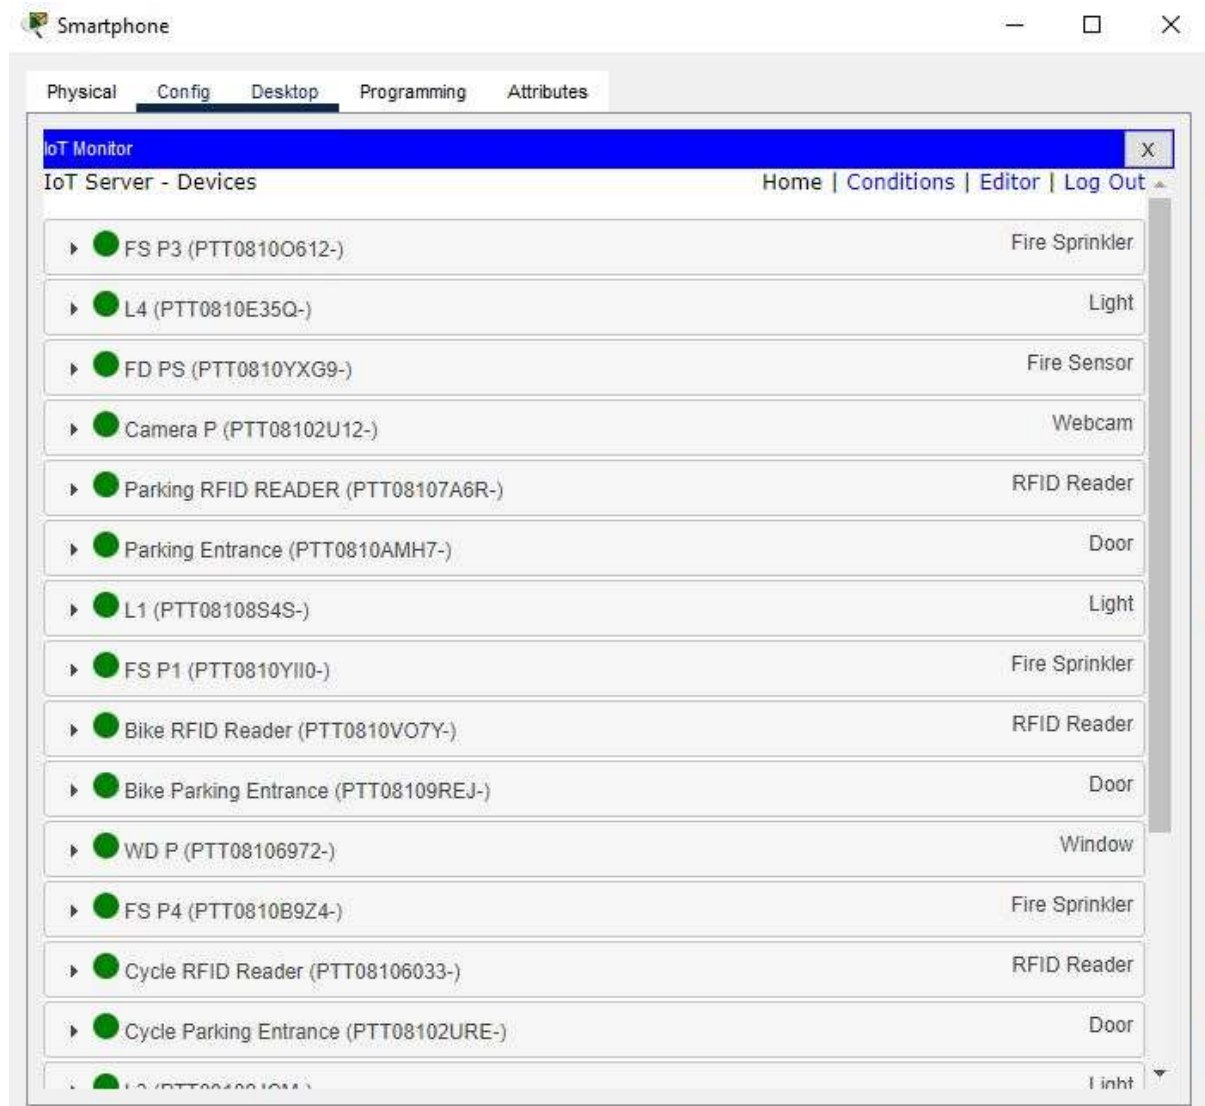 Smartphone
Physical Config Desktop Programming Attributes
IoT Monitor X
IoT Server - Devices Home | Conditions | Editor | Log Out
FS P3 (PTT0810O612-) Fire Sprinkler
L4 (PTT0810E35Q-) Light
FD PS (PTT0810YXG9-) Fire Sensor
Camera P (PTT08102U12-) Webcam
Parking RFID READER (PTT08107A6R-) RFID Reader
Parking Entrance (PTT0810AMH7-) Door
L1 (PTT08108S4S-) Light
FS P1 (PTT0810YII0-) Fire Sprinkler
Bike RFID Reader (PTT0810VO7Y-) RFID Reader
Bike Parking Entrance (PTT08109REJ-) Door
WD P (PTT08106972-) Window
FS P4 (PTT0810B9Z4-) Fire Sprinkler
Cycle RFID Reader (PTT08106033-) RFID Reader
Cycle Parking Entrance (PTT08102URE-) Door
Light